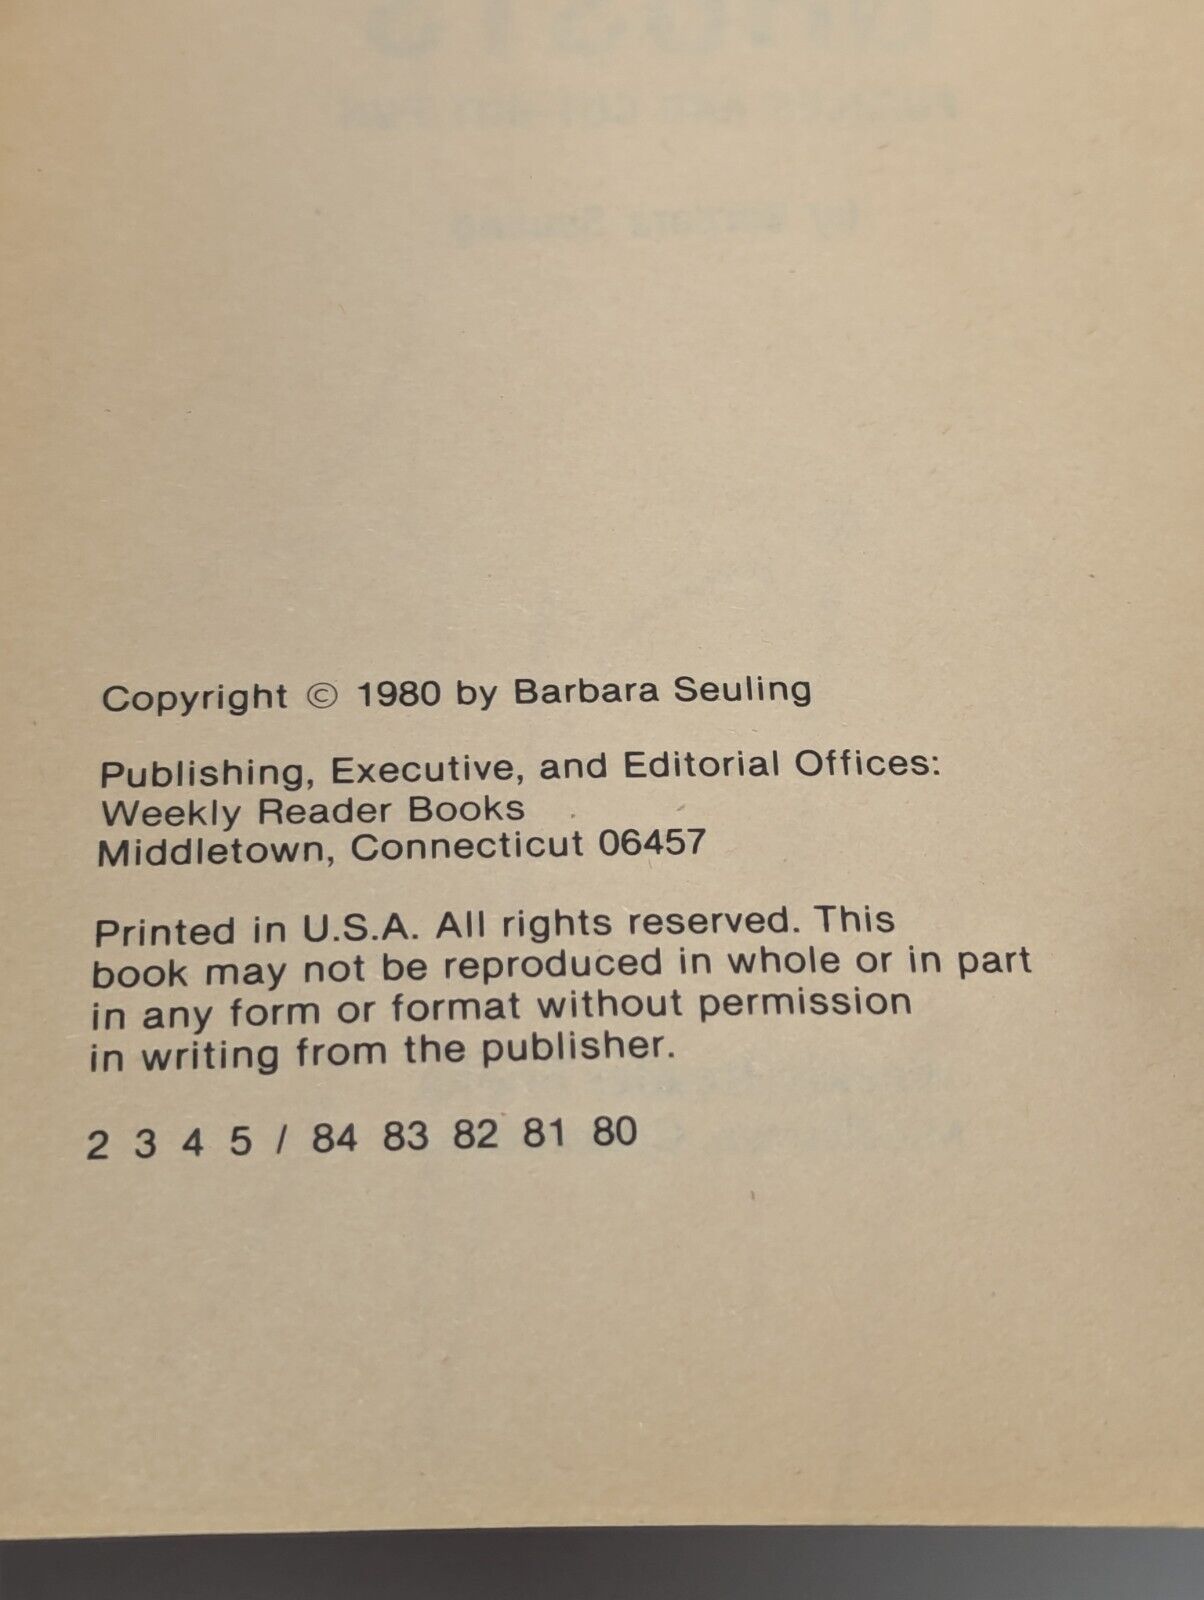 Copyright © 1980 by Barbara Seuling
Publishing, Executive, and Editorial Offices:
Weekly Reader Books
Middletown, Connecticut 06457
Printed in U.S.A. All rights reserved. This
book may not be reproduced in whole or in part
in any form or format without permission
in writing from the publisher.
2 3 4 5 / 84 83 82 81 80